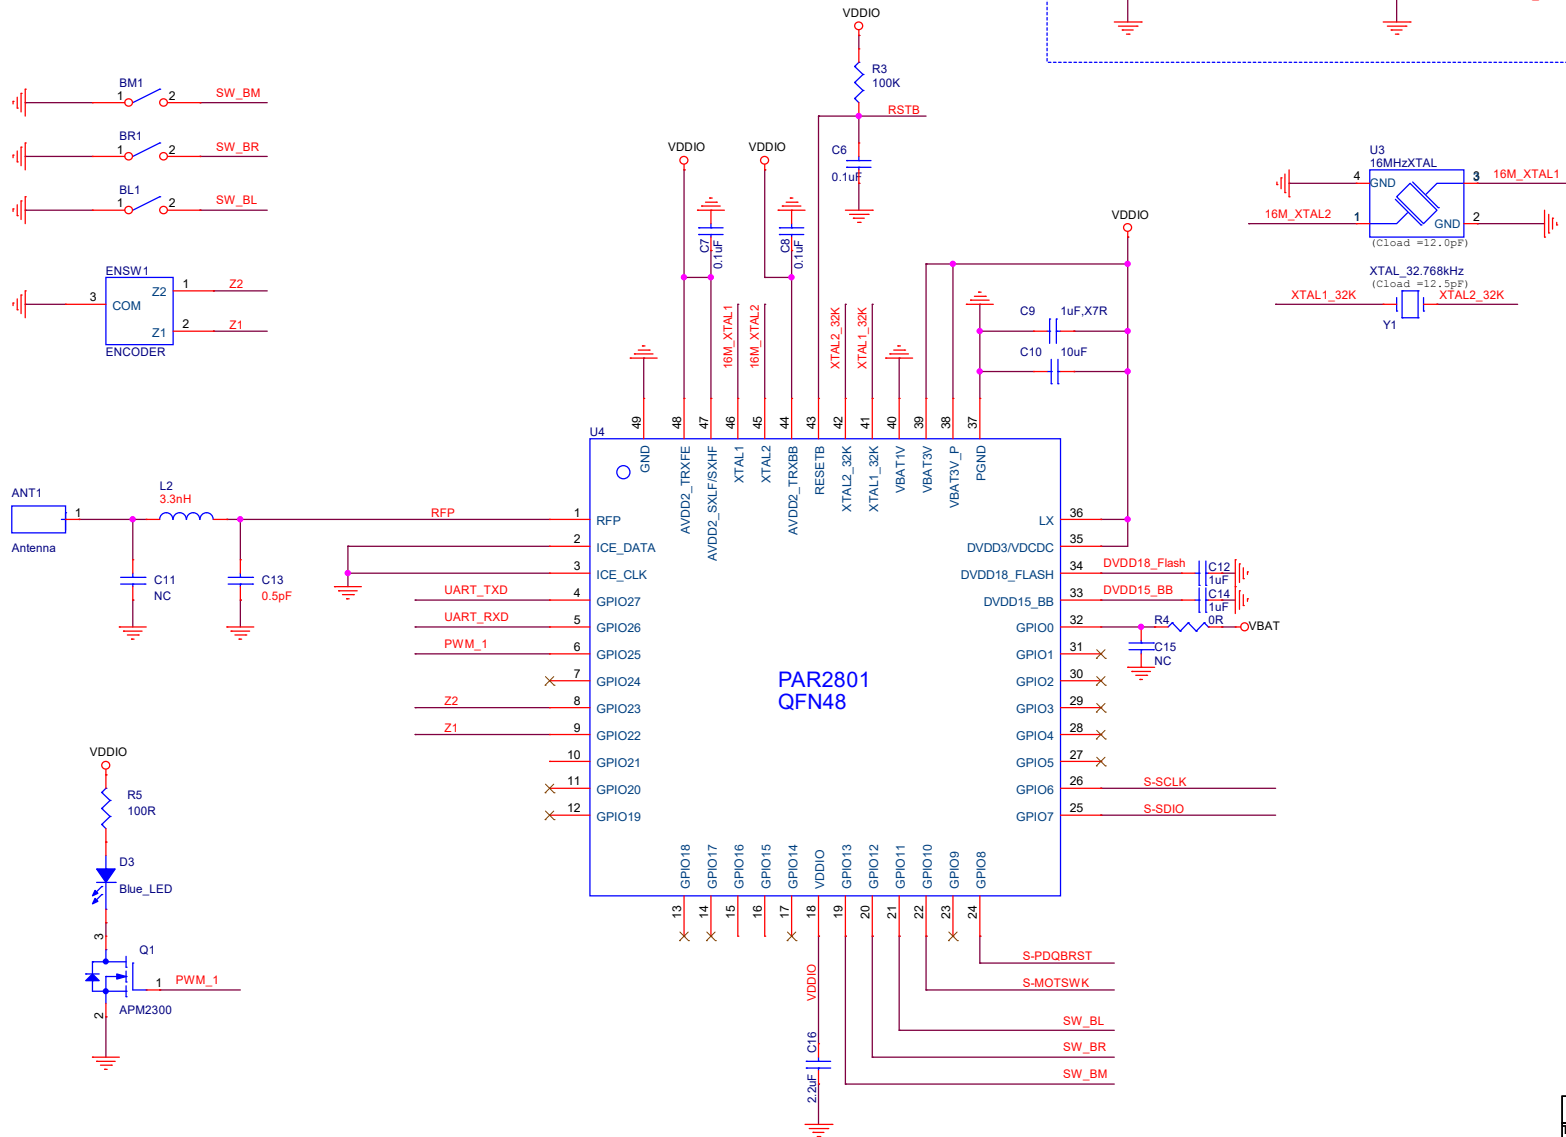 VDDIO
R3
100K
RSTB
C6
0.1uF
BM1
1 2 SW_BM
BR1
1 2 SW_BR
BL1
1 2 SW_BL
ENSW1
3 COM Z2 1 Z2
Z1 2 Z1
ENCODER
VDDIO
VDDIO
C7
0.1uF
C8
0.1uF
16M_XTAL1
16M_XTAL2
XTAL2_32K
XTAL1_32K
VDDIO
C9 1uF,X7R
C10 10uF
U3
16MHzXTAL
4 GND 3 16M_XTAL1
16M_XTAL2 1 GND 2
(Cload =12.0pF)
XTAL_32.768kHz
(Cload =12.5pF)
XTAL1_32K XTAL2_32K
Y1
U4
49 GND
48 AVDD2_TRXFE
47 AVDD2_SXLF/SXHF
46 XTAL1
45 XTAL2
44 AVDD2_TRXBB
43 RESETB
42 XTAL2_32K
41 XTAL1_32K
40 VBAT1V
39 VBAT3V
38 VBAT3V_P
37 PGND
ANT1
1
Antenna
L2
3.3nH
C11
NC
C13
0.5pF
RFP 1 RFP
2 ICE_DATA
3 ICE_CLK
UART_TXD 4 GPIO27
UART_RXD 5 GPIO26
PWM_1 6 GPIO25
7 GPIO24
Z2 8 GPIO23
Z1 9 GPIO22
10 GPIO21
11 GPIO20
12 GPIO19
PAR2801
QFN48
LX 36
DVDD3/VDCDC 35
DVDD18_FLASH 34 DVDD18_Flash C12
1uF
DVDD15_BB 33 DVDD15_BB C14
1uF
GPIO0 32 R4 0R VBAT
C15
NC
GPIO1 31
GPIO2 30
GPIO3 29
GPIO4 28
GPIO5 27
GPIO6 26 S-SCLK
GPIO7 25 S-SDIO
GPIO18 13
GPIO17 14
GPIO16 15
GPIO15 16
GPIO14 17
VDDIO 18
GPIO13 19
GPIO12 20
GPIO11 21
GPIO10 22
GPIO9 23
GPIO8 24
S-PDQBRST
S-MOTSWK
SW_BL
SW_BR
SW_BM
VDDIO
C16
2.2uF
VDDIO
R5
100R
D3
Blue_LED
3
Q1
1 PWM_1
APM2300
2